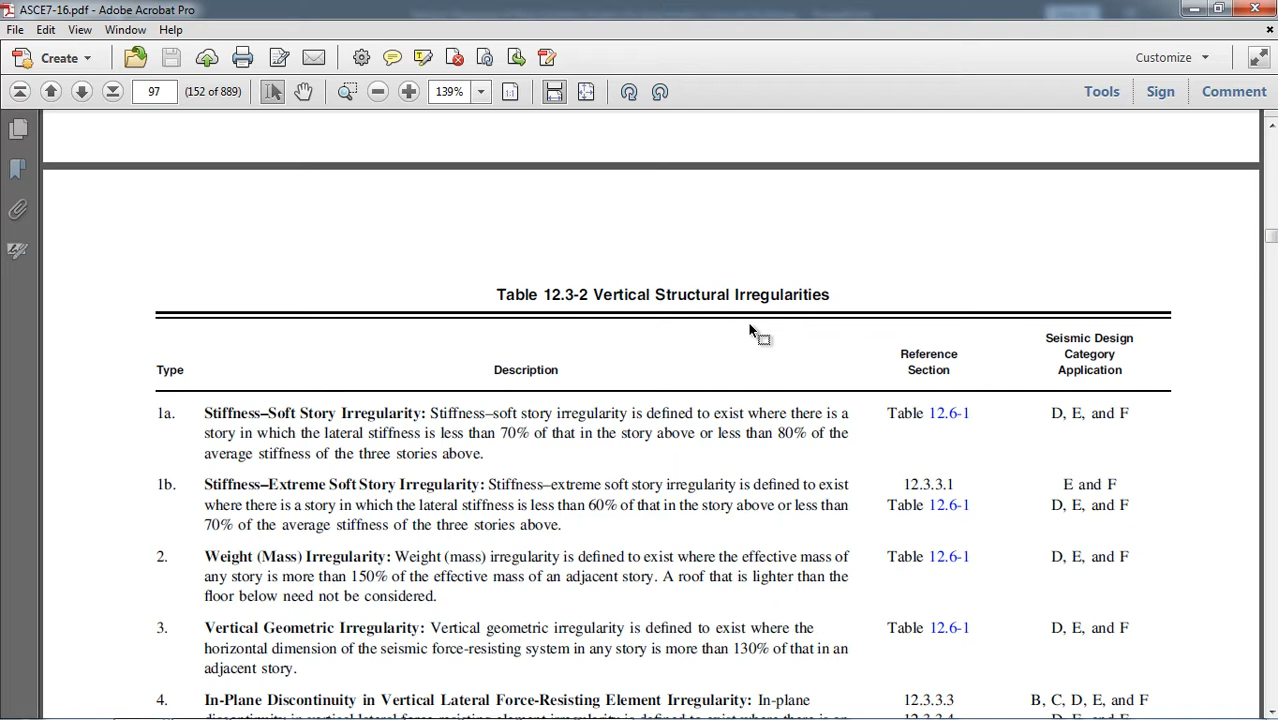 ASCE7-16.pdf - Adobe Acrobat Pro
File Edit View Window Help
Create Customize
97 (152 of 889) 139% Tools Sign Comment
Table 12.3-2 Vertical Structural Irregularities
Type Description Reference Section Seismic Design Category Application
1a. Stiffness–Soft Story Irregularity: Stiffness–soft story irregularity is defined to exist where there is a Table 12.6-1 D, E, and F
story in which the lateral stiffness is less than 70% of that in the story above or less than 80% of the
average stiffness of the three stories above.
1b. Stiffness–Extreme Soft Story Irregularity: Stiffness–extreme soft story irregularity is defined to exist 12.3.3.1 E and F
where there is a story in which the lateral stiffness is less than 60% of that in the story above or less than Table 12.6-1 D, E, and F
70% of the average stiffness of the three stories above.
2. Weight (Mass) Irregularity: Weight (mass) irregularity is defined to exist where the effective mass of Table 12.6-1 D, E, and F
any story is more than 150% of the effective mass of an adjacent story. A roof that is lighter than the
floor below need not be considered.
3. Vertical Geometric Irregularity: Vertical geometric irregularity is defined to exist where the Table 12.6-1 D, E, and F
horizontal dimension of the seismic force-resisting system in any story is more than 130% of that in an
adjacent story.
4. In-Plane Discontinuity in Vertical Lateral Force-Resisting Element Irregularity: In-plane 12.3.3.3 B, C, D, E, and F